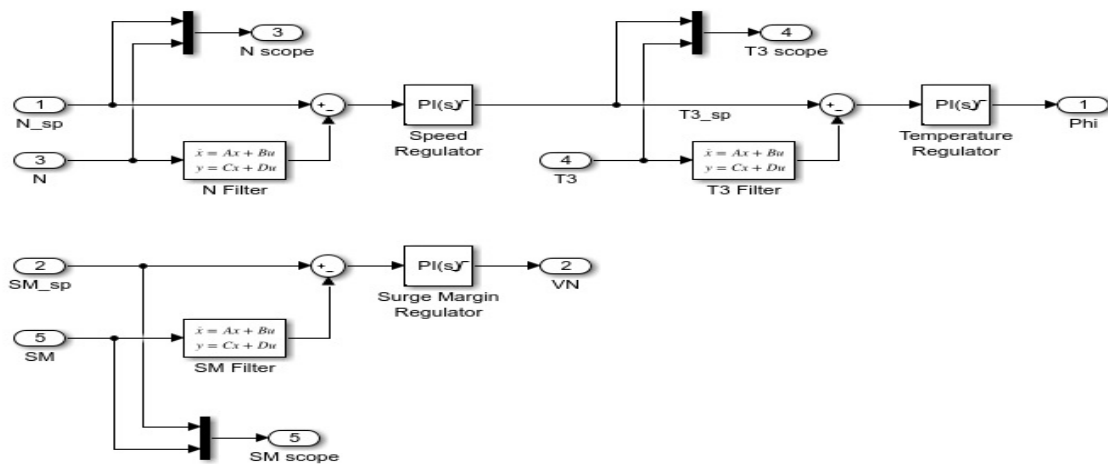 3
N scope
4
T3 scope
1
N_sp
+
-
PI(s)
Speed
Regulator
T3_sp
+
-
PI(s)
Temperature
Regulator
1
Phi
3
N
ẋ = Ax + Bu
y = Cx + Du
N Filter
4
T3
ẋ = Ax + Bu
y = Cx + Du
T3 Filter
2
SM_sp
+
-
PI(s)
Surge Margin
Regulator
2
VN
5
SM
ẋ = Ax + Bu
y = Cx + Du
SM Filter
5
SM scope